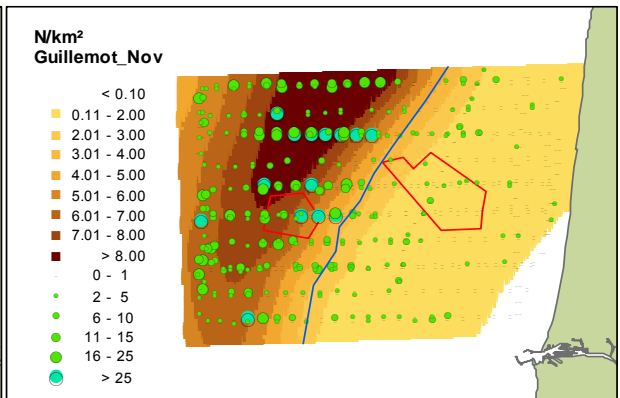 N/km²
Guillemot_Nov
< 0.10
0.11 - 2.00
2.01 - 3.00
3.01 - 4.00
4.01 - 5.00
5.01 - 6.00
6.01 - 7.00
7.01 - 8.00
> 8.00
0 - 1
2 - 5
6 - 10
11 - 15
16 - 25
> 25